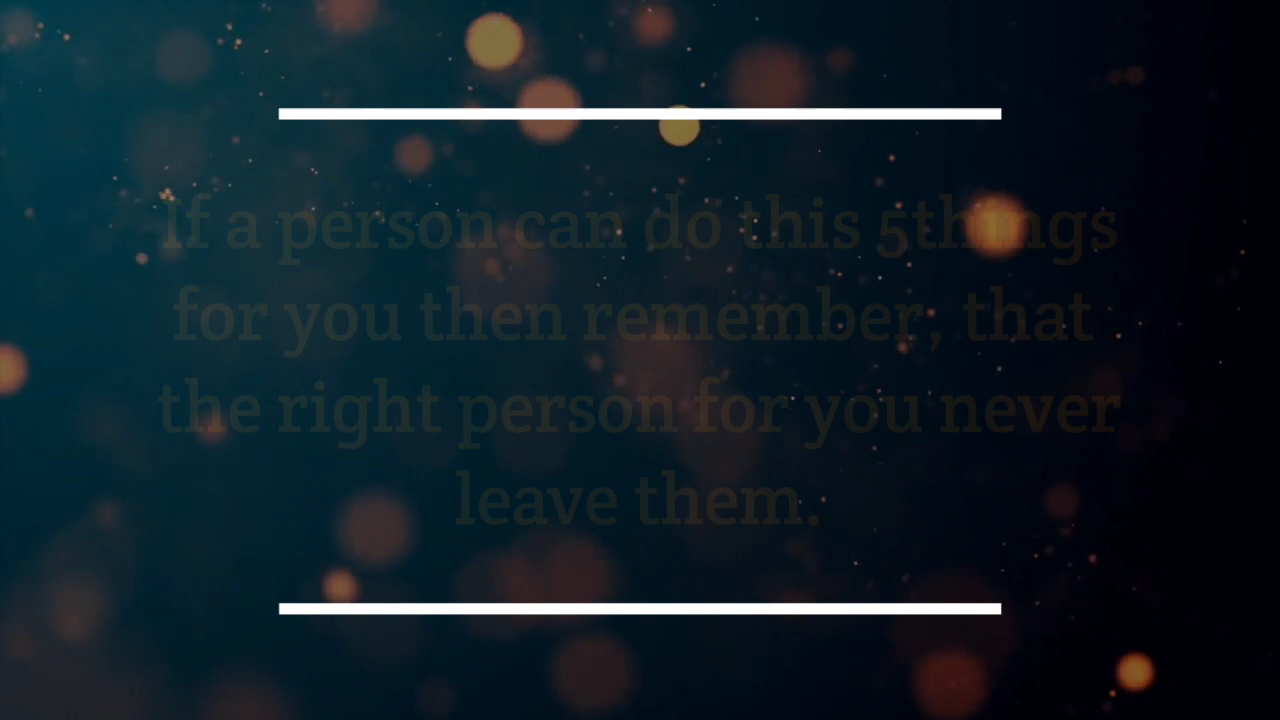 If a person can do this 5things
for you then remember, that
the right person for you never
leave them.